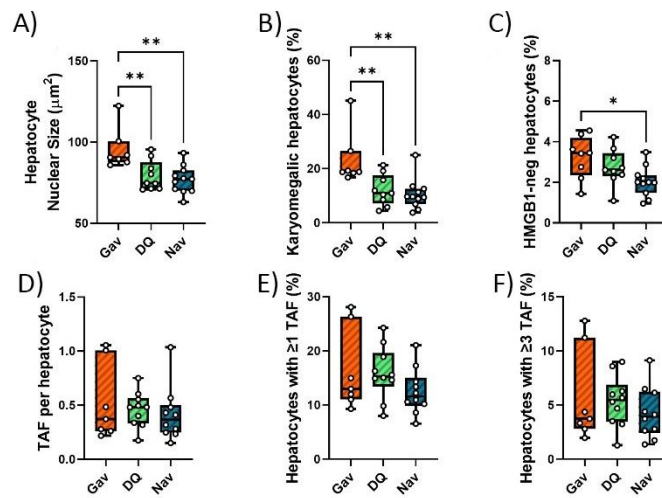 A)
Hepatocyte
Nuclear Size (μm²)
150
100
50
**
**
Gav
DQ
Nav
B)
Karyomegalic hepatocytes (%)
60
40
20
0
**
**
Gav
DQ
Nav
C)
HMGB1-neg hepatocytes (%)
8
6
4
2
0
*
Gav
DQ
Nav
D)
TAF per hepatocyte
1.5
1.0
0.5
0.0
Gav
DQ
Nav
E)
Hepatocytes with ≥1 TAF (%)
30
20
10
0
Gav
DQ
Nav
F)
Hepatocytes with ≥3 TAF (%)
15
10
5
0
Gav
DQ
Nav